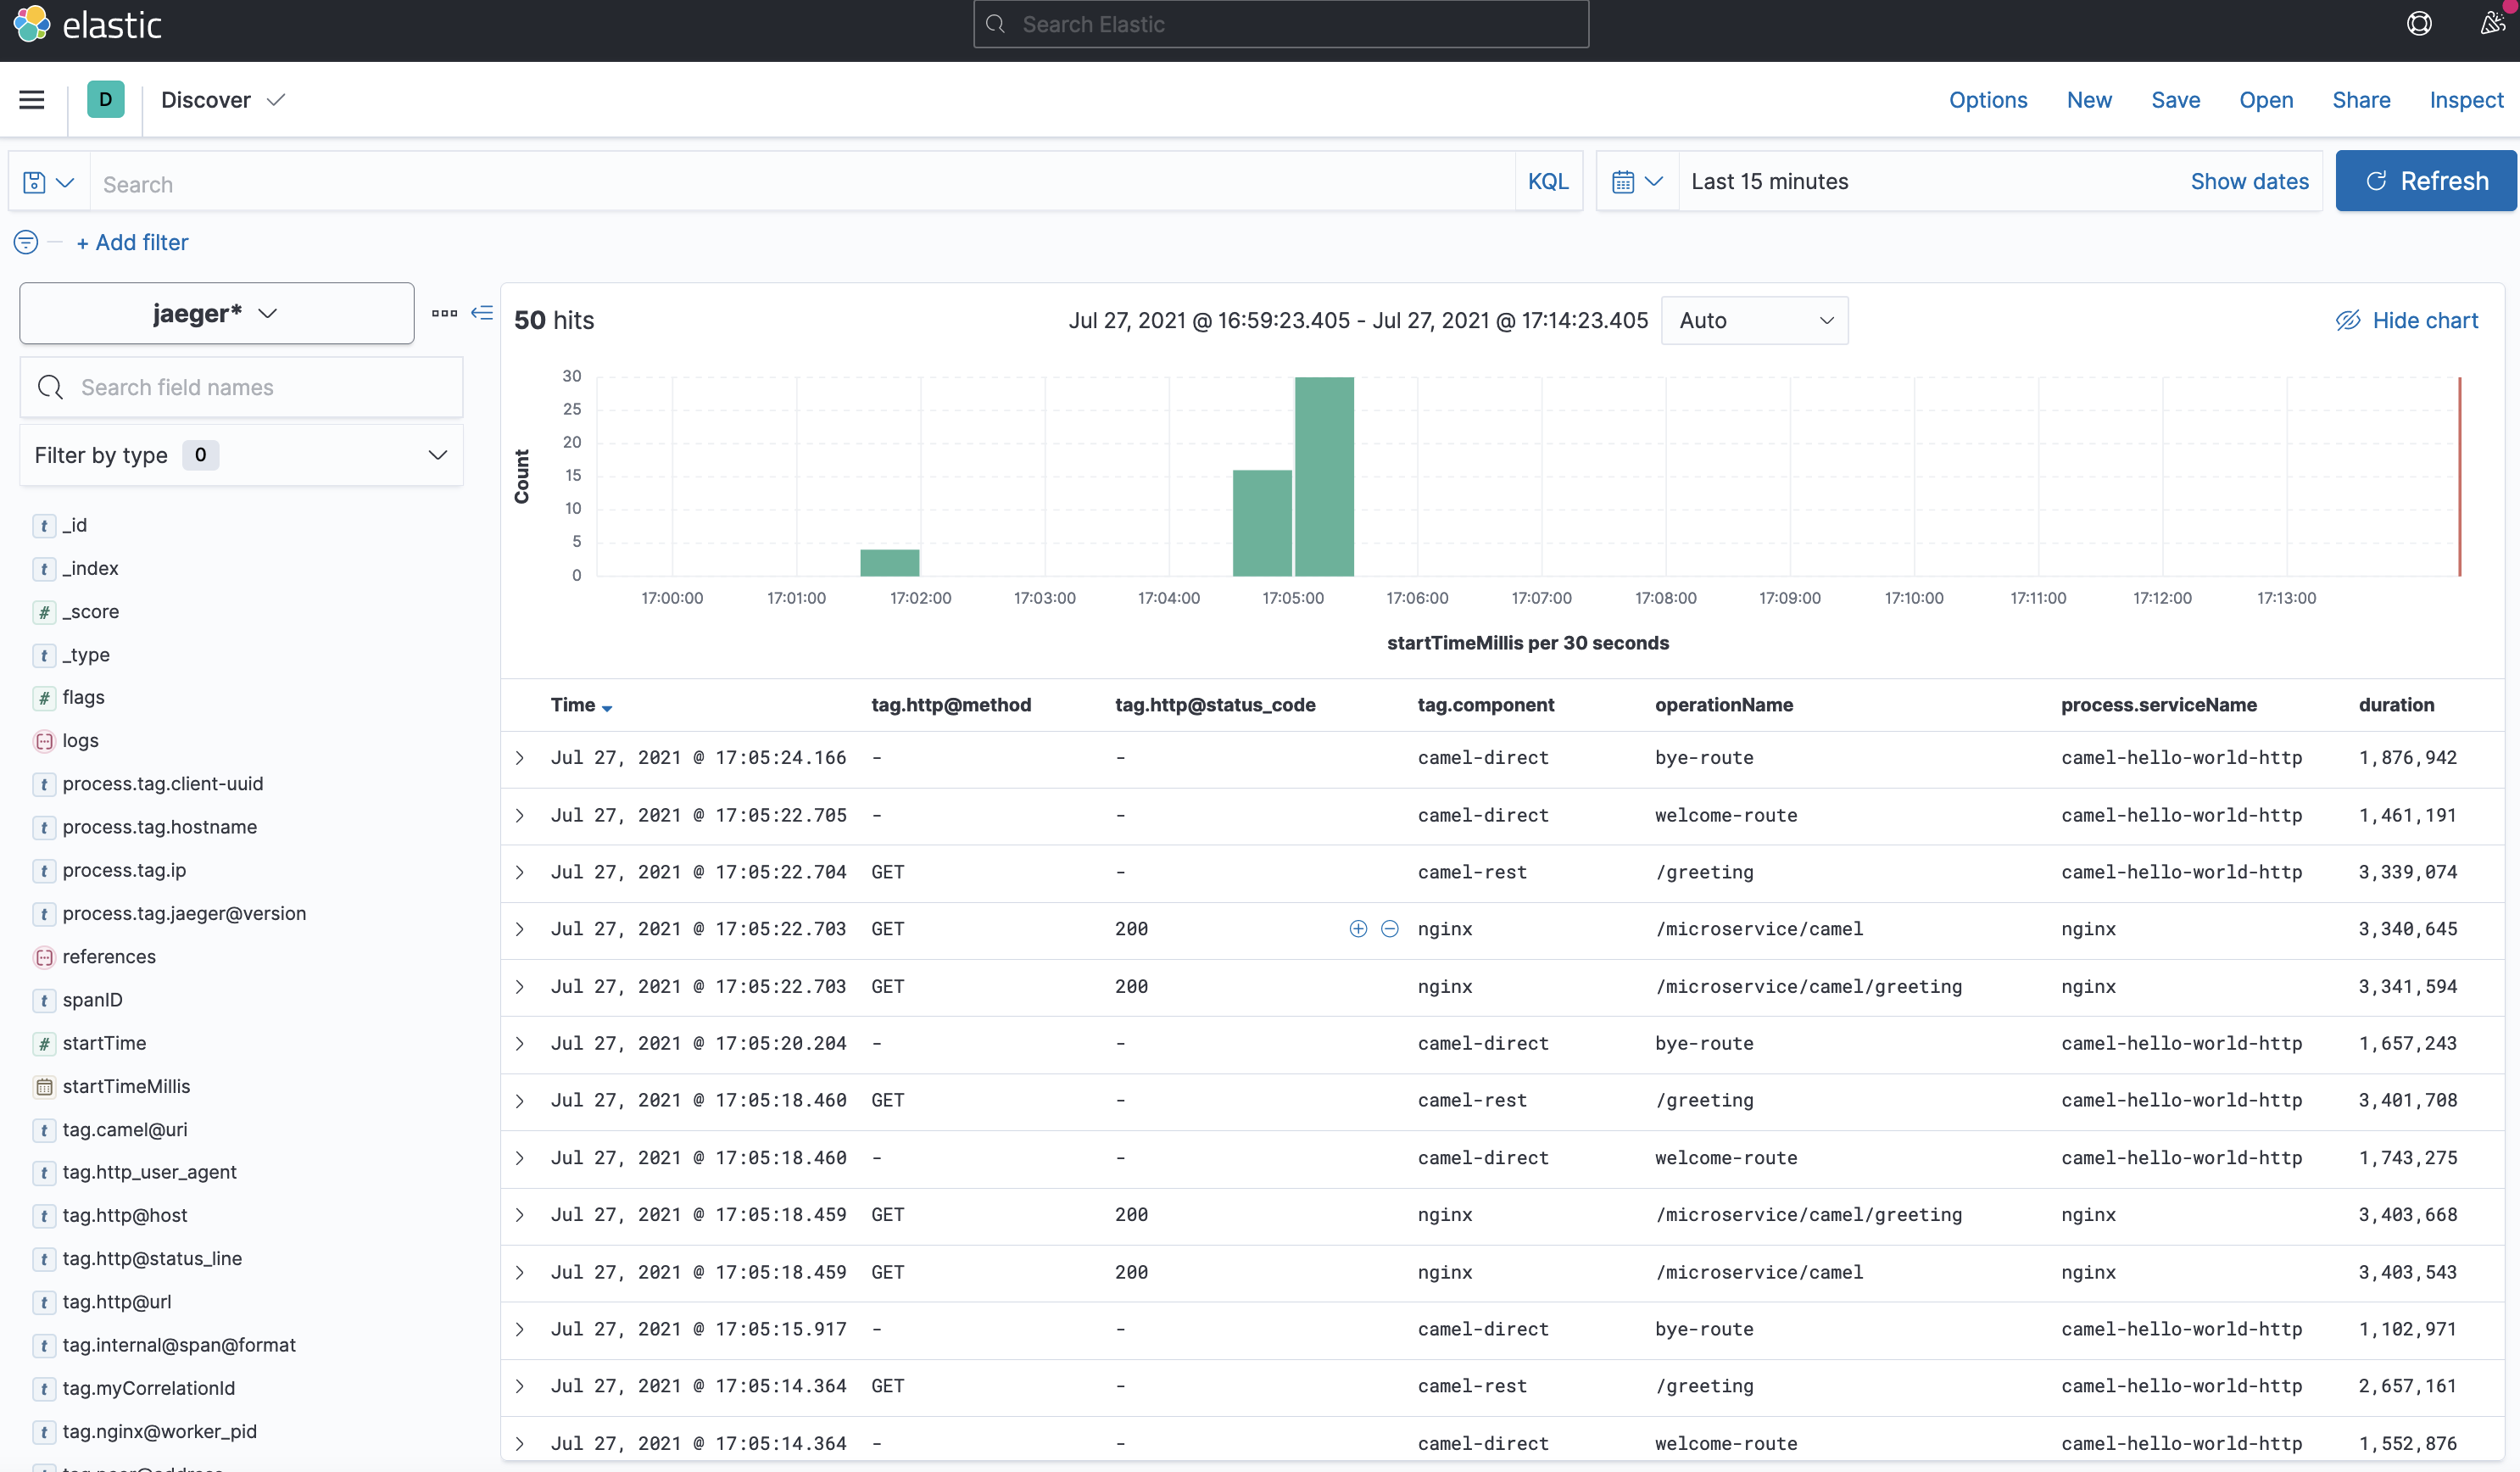 elastic
Search Elastic
D
Discover
Options New Save Open Share Inspect
Search
KQL
Last 15 minutes
Show dates
Refresh
+ Add filter
jaeger*
Search field names
Filter by type 0
t _id
t _index
# _score
t _type
# flags
logs
t process.tag.client-uuid
t process.tag.hostname
t process.tag.ip
t process.tag.jaeger@version
references
t spanID
# startTime
startTimeMillis
t tag.camel@uri
t tag.http_user_agent
t tag.http@host
t tag.http@status_line
t tag.http@url
t tag.internal@span@format
t tag.myCorrelationId
t tag.nginx@worker_pid
50 hits
Jul 27, 2021 @ 16:59:23.405 - Jul 27, 2021 @ 17:14:23.405
Auto
Hide chart
Count
30
25
20
15
10
5
0
17:00:00 17:01:00 17:02:00 17:03:00 17:04:00 17:05:00 17:06:00 17:07:00 17:08:00 17:09:00 17:10:00 17:11:00 17:12:00 17:13:00
startTimeMillis per 30 seconds
Time tag.http@method tag.http@status_code tag.component operationName process.serviceName duration
Jul 27, 2021 @ 17:05:24.166 - - camel-direct bye-route camel-hello-world-http 1,876,942
Jul 27, 2021 @ 17:05:22.705 - - camel-direct welcome-route camel-hello-world-http 1,461,191
Jul 27, 2021 @ 17:05:22.704 GET - camel-rest /greeting camel-hello-world-http 3,339,074
Jul 27, 2021 @ 17:05:22.703 GET 200 nginx /microservice/camel nginx 3,340,645
Jul 27, 2021 @ 17:05:22.703 GET 200 nginx /microservice/camel/greeting nginx 3,341,594
Jul 27, 2021 @ 17:05:20.204 - - camel-direct bye-route camel-hello-world-http 1,657,243
Jul 27, 2021 @ 17:05:18.460 GET - camel-rest /greeting camel-hello-world-http 3,401,708
Jul 27, 2021 @ 17:05:18.460 - - camel-direct welcome-route camel-hello-world-http 1,743,275
Jul 27, 2021 @ 17:05:18.459 GET 200 nginx /microservice/camel/greeting nginx 3,403,668
Jul 27, 2021 @ 17:05:18.459 GET 200 nginx /microservice/camel nginx 3,403,543
Jul 27, 2021 @ 17:05:15.917 - - camel-direct bye-route camel-hello-world-http 1,102,971
Jul 27, 2021 @ 17:05:14.364 GET - camel-rest /greeting camel-hello-world-http 2,657,161
Jul 27, 2021 @ 17:05:14.364 - - camel-direct welcome-route camel-hello-world-http 1,552,876